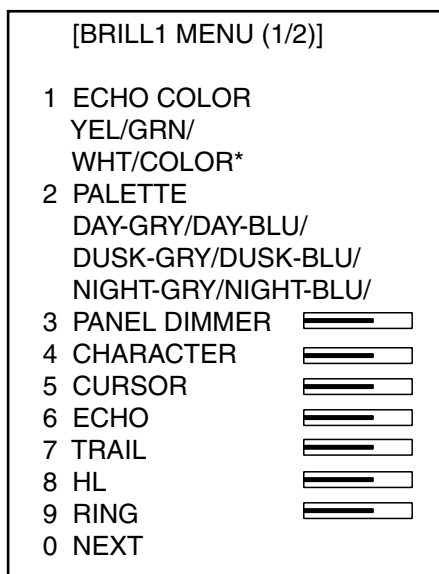 [BRILL1 MENU (1/2)]
1 ECHO COLOR
YEL/GRN/
WHT/COLOR*
2 PALETTE
DAY-GRY/DAY-BLU/
DUSK-GRY/DUSK-BLU/
NIGHT-GRY/NIGHT-BLU/
3 PANEL DIMMER
4 CHARACTER
5 CURSOR
6 ECHO
7 TRAIL
8 HL
9 RING
0 NEXT